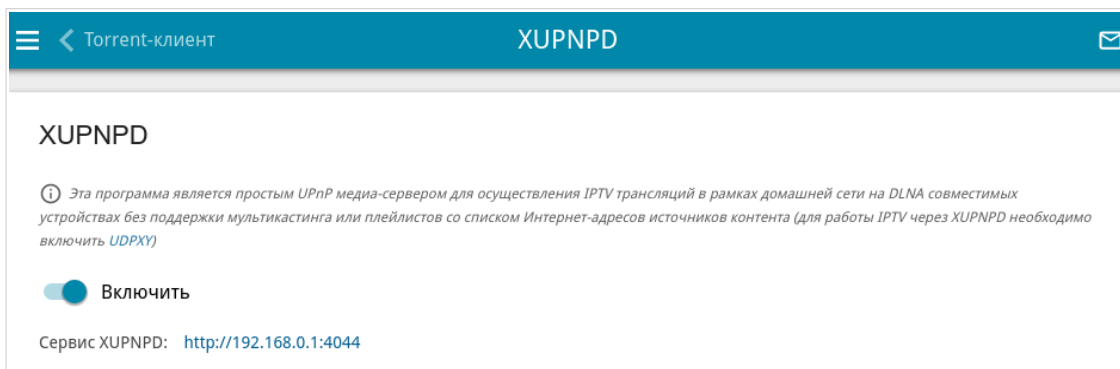 Torrent-клиент XUPNPD
XUPNPD
Эта программа является простым UPnP медиа-сервером для осуществления IPTV трансляций в рамках домашней сети на DLNA совместимых
устройствах без поддержки мультикастинга или плейлистов со списком Интернет-адресов источников контента (для работы IPTV через XUPNPD необходимо
включить UDPXY)
Включить
Сервис XUPNPD: http://192.168.0.1:4044